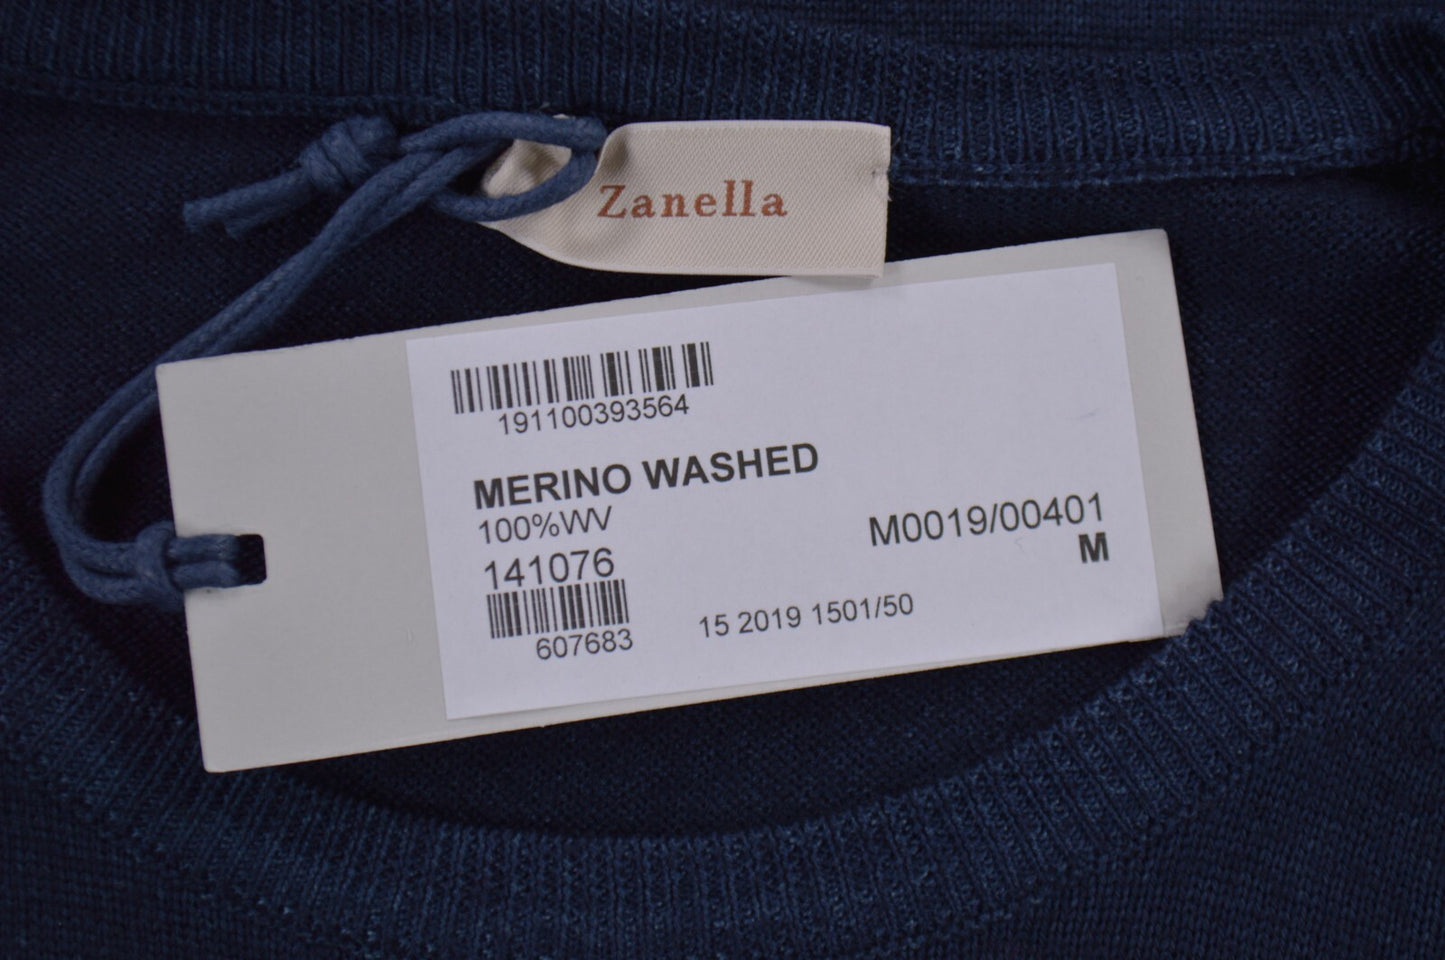 Zanella
191100393564
MERINO WASHED
100%WV
M0019/00401
141076
M
607683
15 2019 1501/50